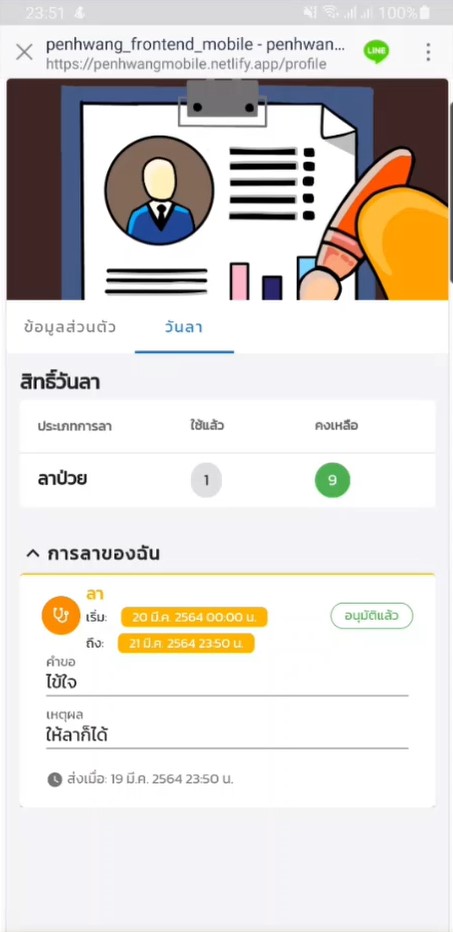 23:51 100%
penhwang_frontend_mobile - penhwan...
LINE
https://penhwangmobile.netlify.app/profile
ข้อมูลส่วนตัว วันลา
สิทธิ์วันลา
ประเภทการลา ใช้แล้ว คงเหลือ
ลาป่วย 1 9
การลาของฉัน
ลา
เริ่ม: 20 มี.ค. 2564 00:00 น. อนุมัติแล้ว
ถึง: 21 มี.ค. 2564 23:50 น.
คำขอ
ไข้ใจ
เหตุผล
ให้ลาก็ได้
ส่งเมื่อ: 19 มี.ค. 2564 23:50 น.